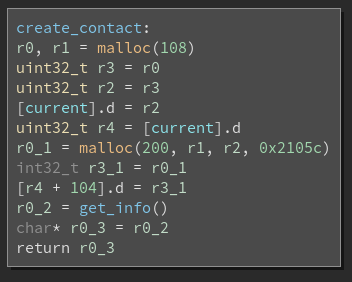 create_contact:
r0, r1 = malloc(108)
uint32_t r3 = r0
uint32_t r2 = r3
[current].d = r2
uint32_t r4 = [current].d
r0_1 = malloc(200, r1, r2, 0x2105c)
int32_t r3_1 = r0_1
[r4 + 104].d = r3_1
r0_2 = get_info()
char* r0_3 = r0_2
return r0_3